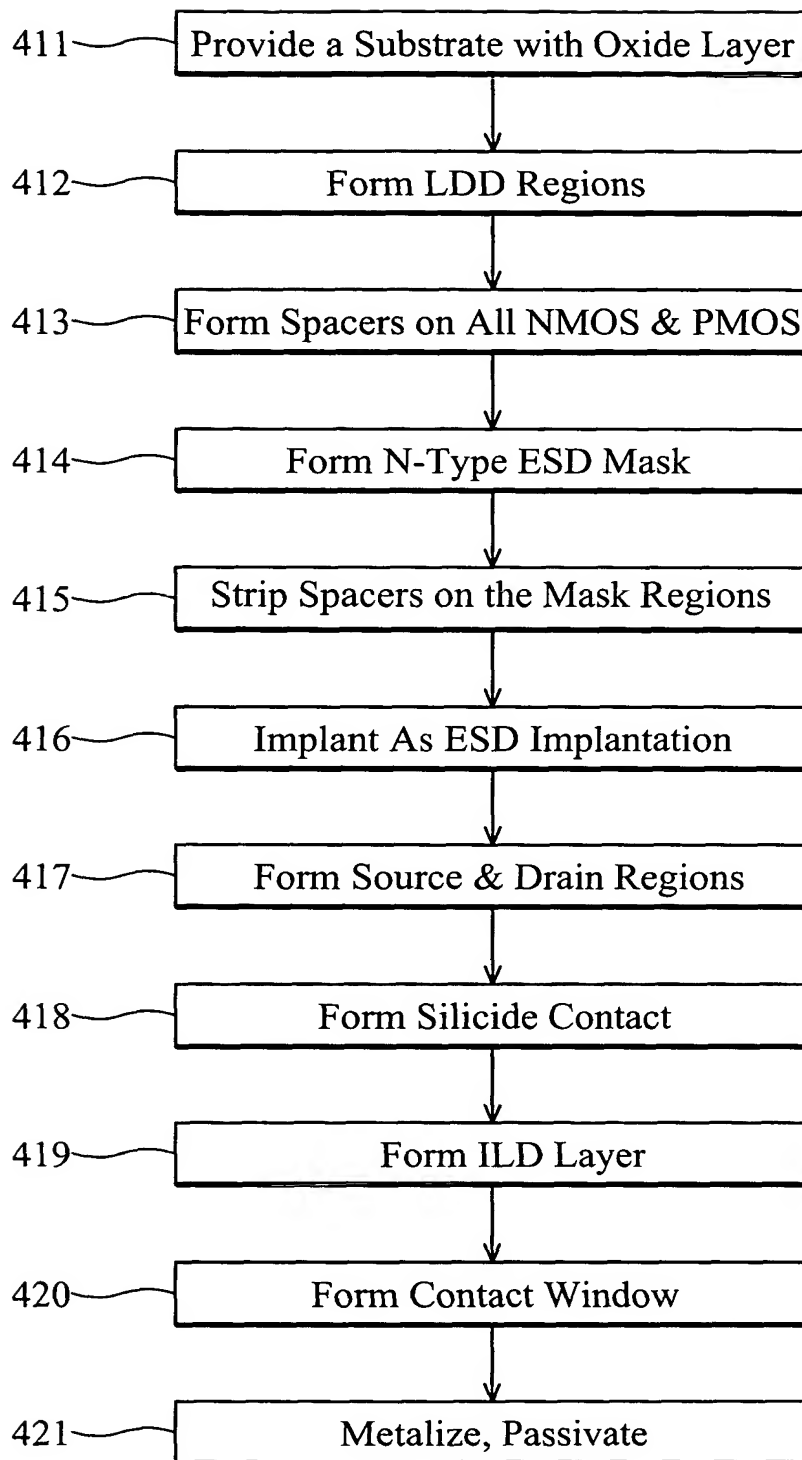 411 Provide a Substrate with Oxide Layer
412 Form LDD Regions
413 Form Spacers on All NMOS & PMOS
414 Form N-Type ESD Mask
415 Strip Spacers on the Mask Regions
416 Implant As ESD Implantation
417 Form Source & Drain Regions
418 Form Silicide Contact
419 Form ILD Layer
420 Form Contact Window
421 Metalize, Passivate